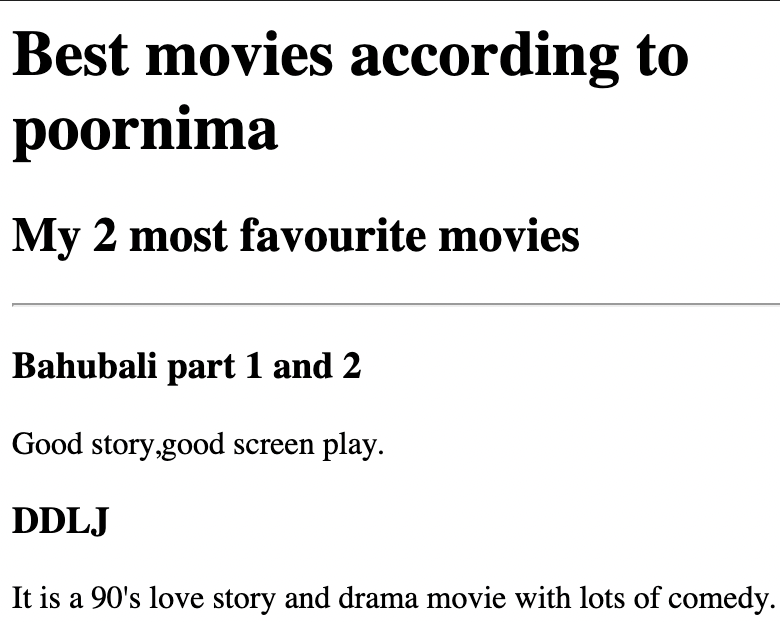 Best movies according to
poornima
My 2 most favourite movies
Bahubali part 1 and 2
Good story,good screen play.
DDLJ
It is a 90's love story and drama movie with lots of comedy.